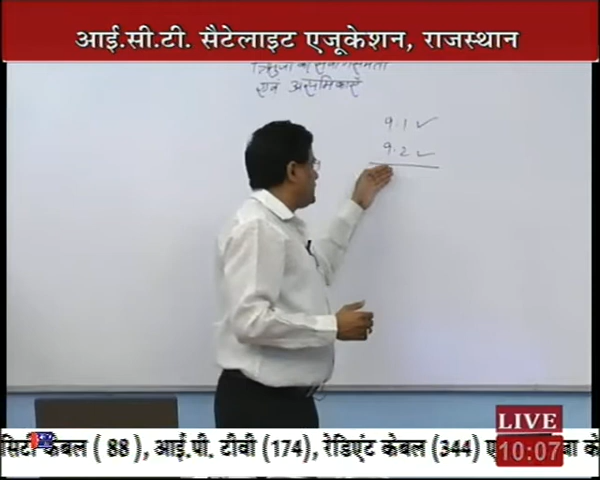 आई.सी.टी. सैटेलाइट एजूकेशन, राजस्थान
एवं असमिकाएँ
9.1 ✓
9.2 ✓
LIVE
10:07
सिटी केबल ( 88 ), आई.पी. टीवी (174), रेडिएंट केबल (344)